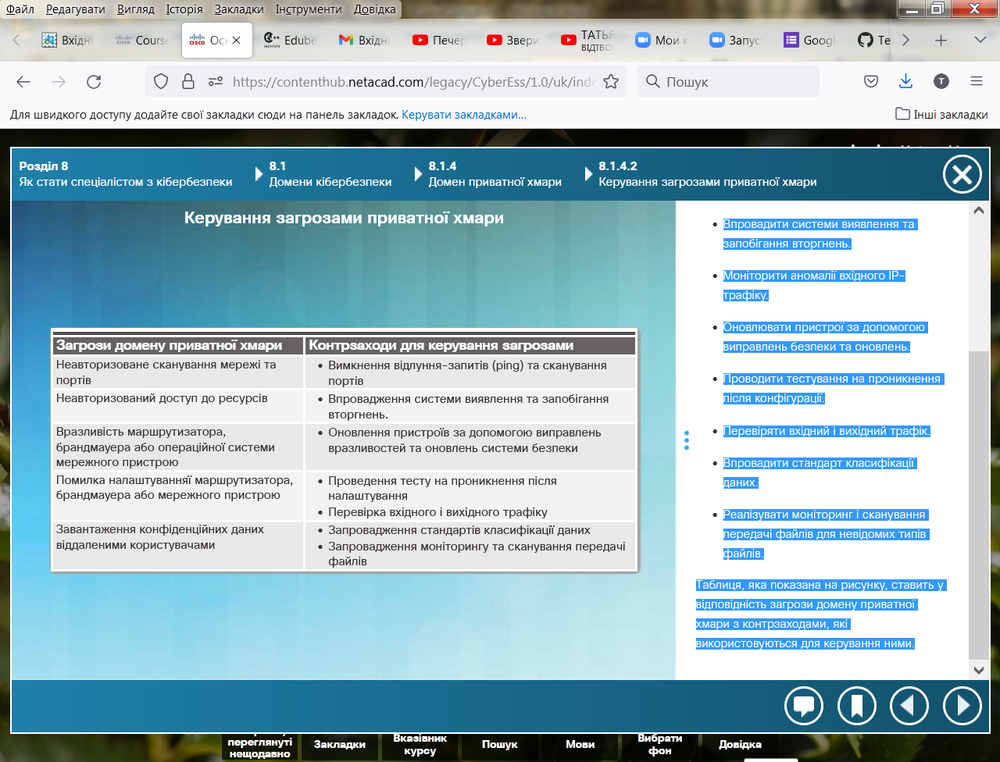 Файл Редагувати Вигляд Історія Закладки Інструменти Довідка
Вхідні Course Осн Edube Вхідні Печер Звери ТАТЬЯ Мои к Запус Googl Te
ВІДТВО
https://contenthub.netacad.com/legacy/CyberEss/1.0/uk/inde Пошук T
Для швидкого доступу додайте свої закладки сюди на панель закладок. Керувати закладками... Інші закладки
Розділ 8 8.1 8.1.4 8.1.4.2
Як стати спеціалістом з кібербезпеки Домени кібербезпеки Домен приватної хмари Керування загрозами приватної хмари
Керування загрозами приватної хмари
Загрози домену приватної хмари Контрзаходи для керування загрозами
Неавторизоване сканування мережі та
портів
• Вимкнення відлуння-запитів (ping) та сканування
портів
Неавторизований доступ до ресурсів
• Впровадження системи виявлення та запобігання
вторгнень.
Вразливість маршрутизатора,
брандмауера або операційної системи
мережного пристрою
• Оновлення пристроїв за допомогою виправлень
вразливостей та оновлень системи безпеки
Помилка налаштуванняї маршрутизатора,
брандмауера або мережного пристрою
• Проведення тесту на проникнення після
налаштування
• Перевірка вхідного і вихідного трафіку
Завантаження конфіденційних даних
віддаленими користувачами
• Запровадження стандартів класифікації даних
• Запровадження моніторингу та сканування передачі
файлів
• Впровадити системи виявлення та
запобігання вторгнень.
• Моніторити аномалії вхідного IP-
трафіку.
• Оновлювати пристрої за допомогою
виправлень безпеки та оновлень.
• Проводити тестування на проникнення
після конфігурації.
• Перевіряти вхідний і вихідний трафік.
• Впровадити стандарт класифікації
даних.
• Реалізувати моніторинг і сканування
передачі файлів для невідомих типів
файлів.
Таблиця, яка показана на рисунку, ставить у
відповідність загрози домену приватної
хмари з контрзаходами, які
використовуються для керування ними.
переглянуті
нещодавно
Закладки
Вказівник
курсу
Пошук
Мови
Вибрати
фон
Довідка